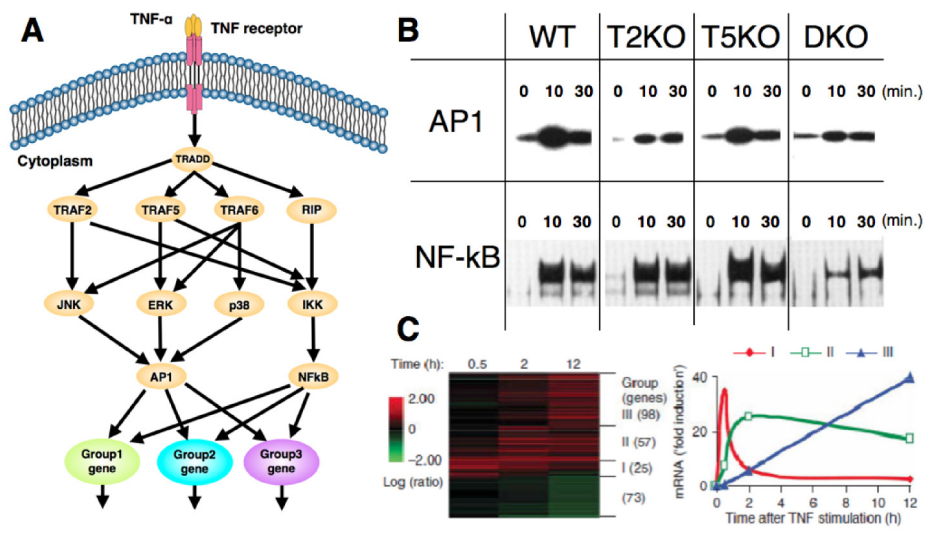 A
TNF-α
TNF receptor
Cytoplasm
TRADD
TRAF2 TRAF5 TRAF6 RIP
JNK ERK p38 IKK
AP1 NFkB
Group1 gene
Group2 gene
Group3 gene
B
WT T2KO T5KO DKO
0 10 30 0 10 30 0 10 30 0 10 30 (min.)
AP1
0 10 30 0 10 30 0 10 30 0 10 30 (min.)
NF-kB
C
Time (h): 0.5 2 12
2.00
0
−2.00
Log (ratio)
Group
(genes)
III (98)
II (57)
I (25)
(73)
I II III
mRNA ('fold induction')
40
20
0
0 2 4 6 8 10 12
Time after TNF stimulation (h)